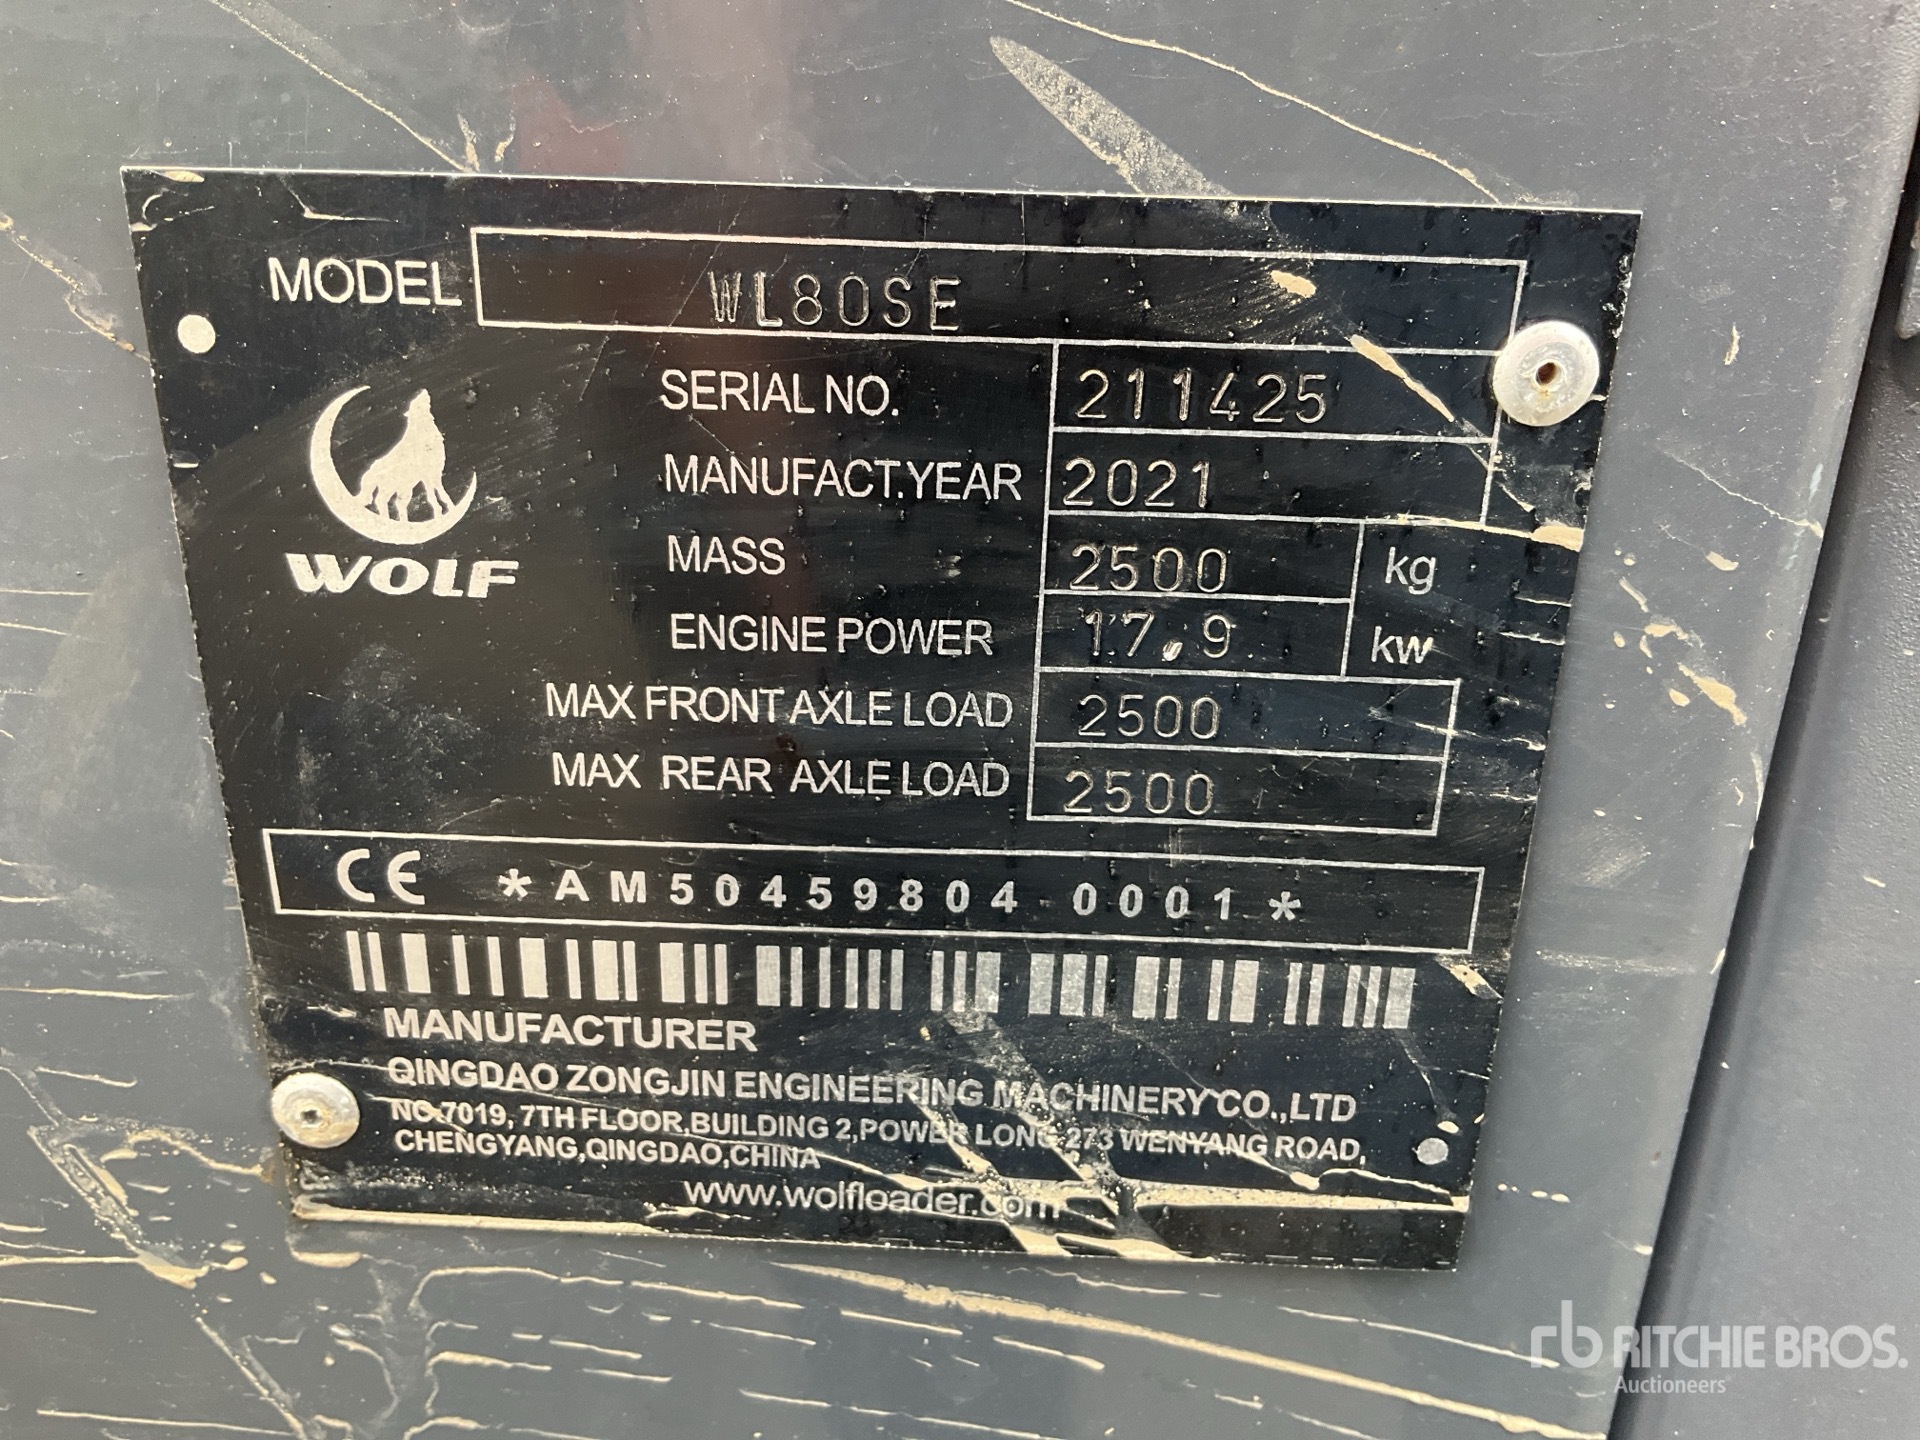 MODEL WL80SE
SERIAL NO. 211425
MANUFACT.YEAR 2021
WOLF
MASS 2500 kg
ENGINE POWER 17.9 kw
MAX FRONT AXLE LOAD 2500
MAX REAR AXLE LOAD 2500
CE *AM50459804 0001*
MANUFACTURER
QINGDAO ZONGJIN ENGINEERING MACHINERY CO.,LTD
NO.7019, 7TH FLOOR,BUILDING 2,POWER LONG 273 WENYANG ROAD,
CHENGYANG,QINGDAO,CHINA
www.wolfloader.com
rb RITCHIE BROS.
Auctioneers